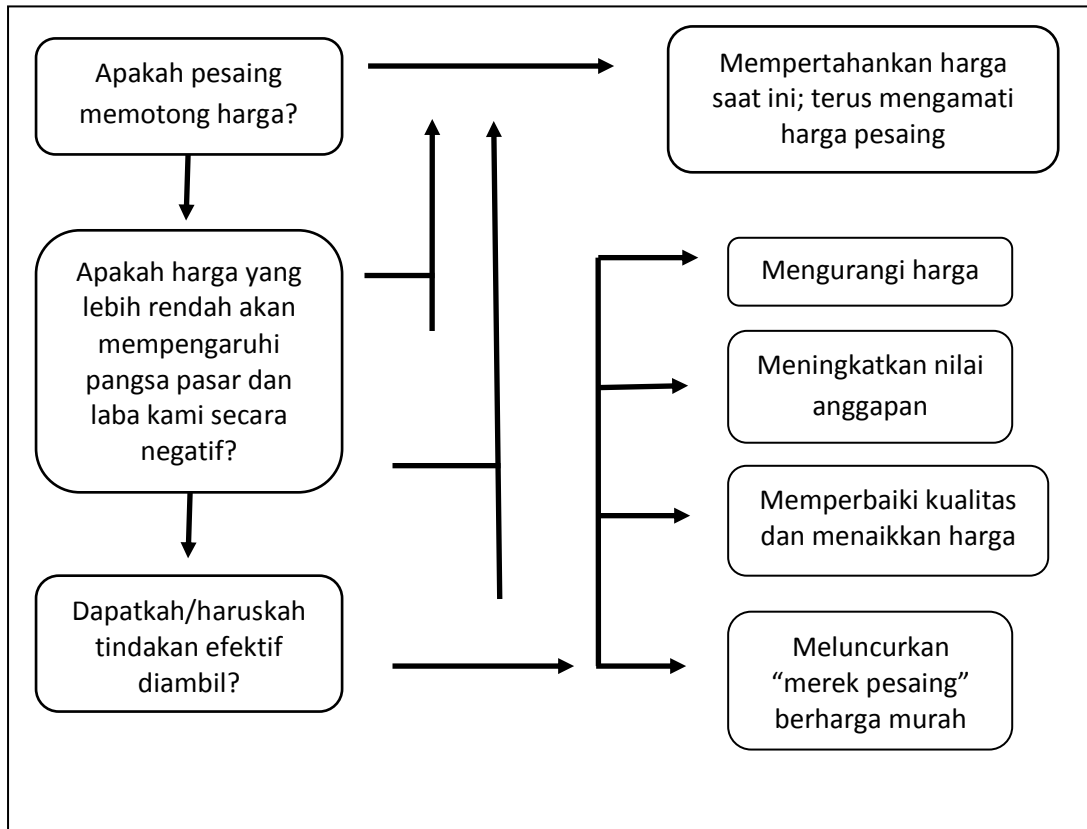 Apakah pesaing
memotong harga?
Mempertahankan harga
saat ini; terus mengamati
harga pesaing
Apakah harga yang
lebih rendah akan
mempengaruhi
pangsa pasar dan
laba kami secara
negatif?
Mengurangi harga
Meningkatkan nilai
anggapan
Memperbaiki kualitas
dan menaikkan harga
Dapatkah/haruskah
tindakan efektif
diambil?
Meluncurkan
“merek pesaing”
berharga murah